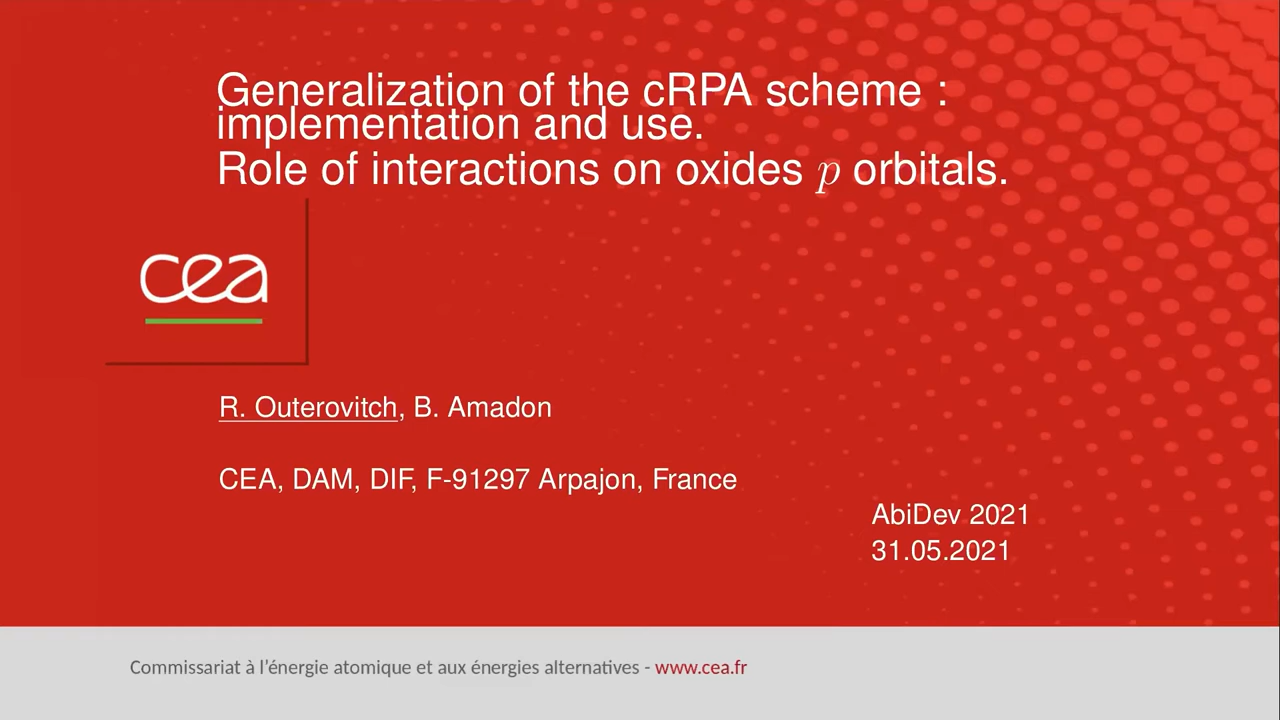 Generalization of the cRPA scheme :
implementation and use.
Role of interactions on oxides p orbitals.
cea
R. Outerovitch, B. Amadon
CEA, DAM, DIF, F-91297 Arpajon, France
AbiDev 2021
31.05.2021
Commissariat à l'énergie atomique et aux énergies alternatives - www.cea.fr